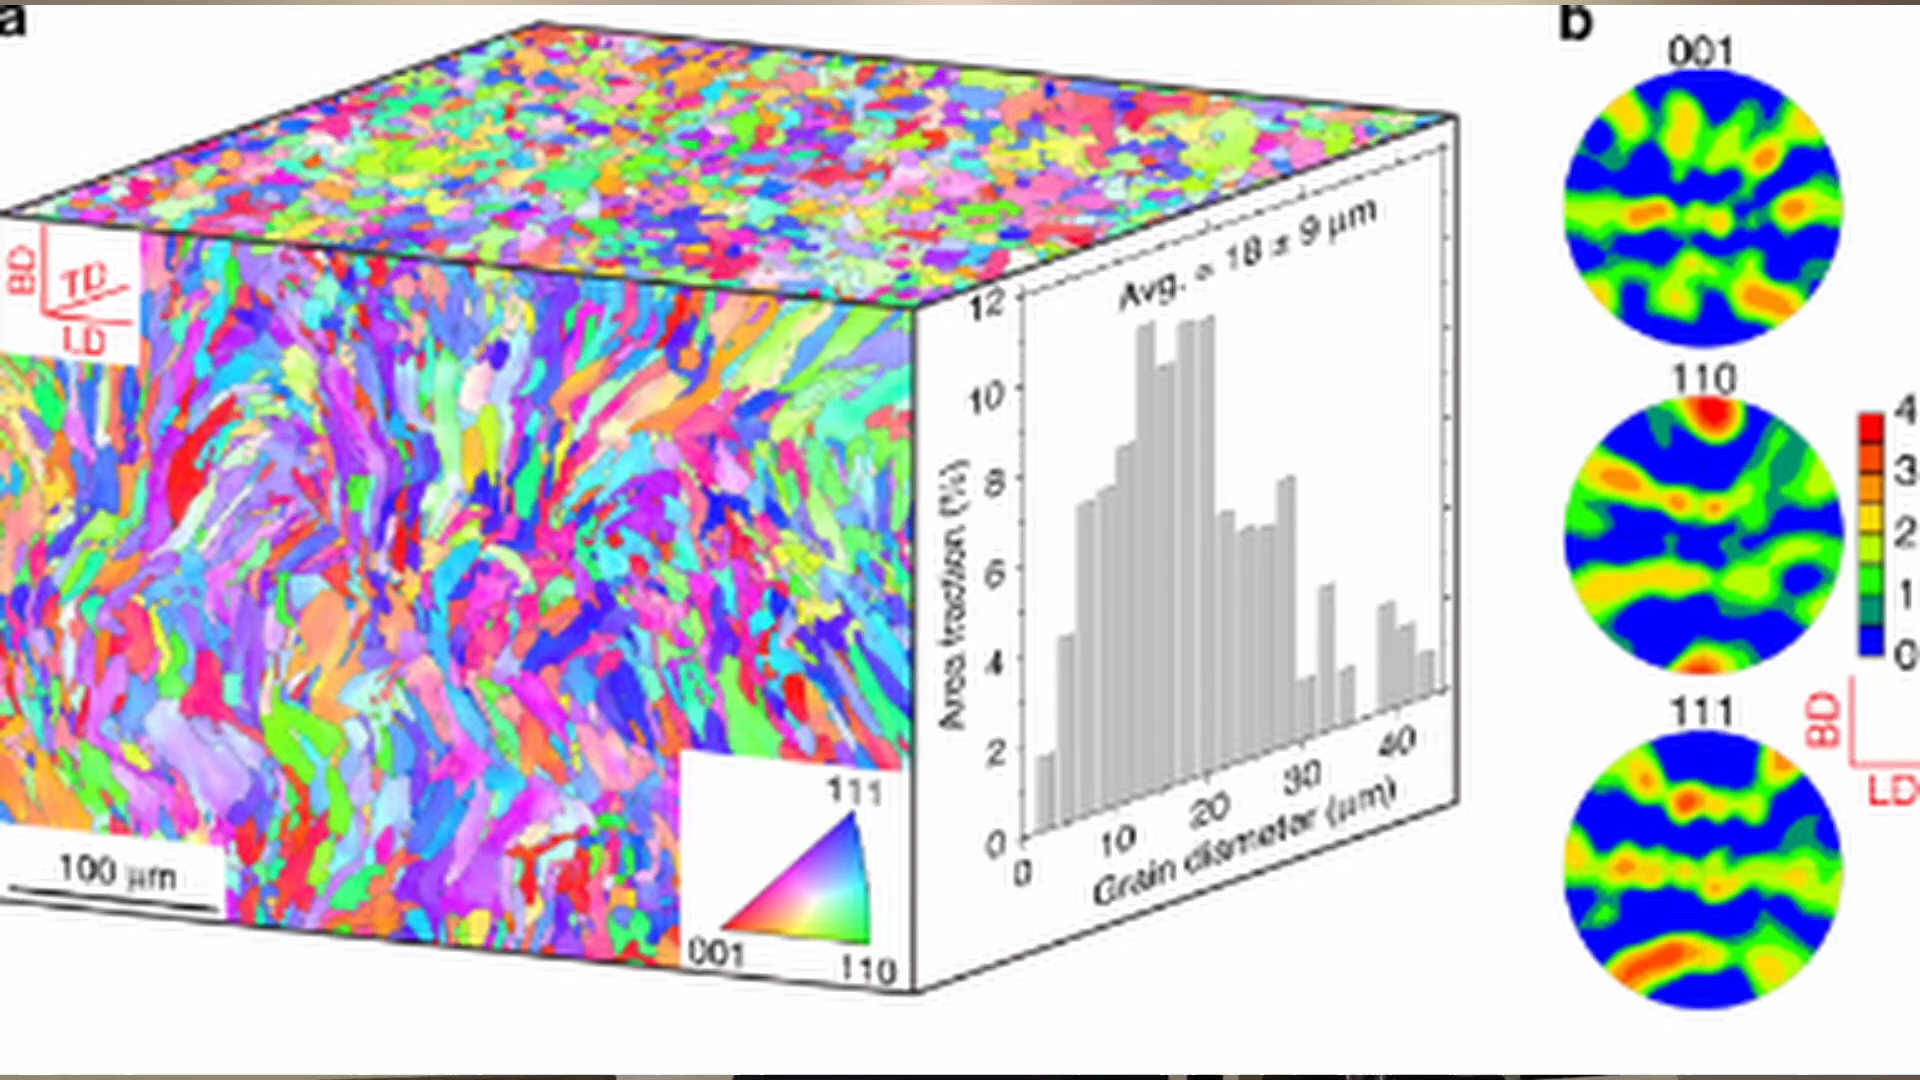 a
BD
TD
LD
100 µm
111
001
110
Avg. = 18 ± 9 µm
12
10
8
6
4
2
0
Area fraction (%)
0
10
20
30
40
Grain diameter (µm)
b
001
110
4
3
2
1
0
111
BD
LD